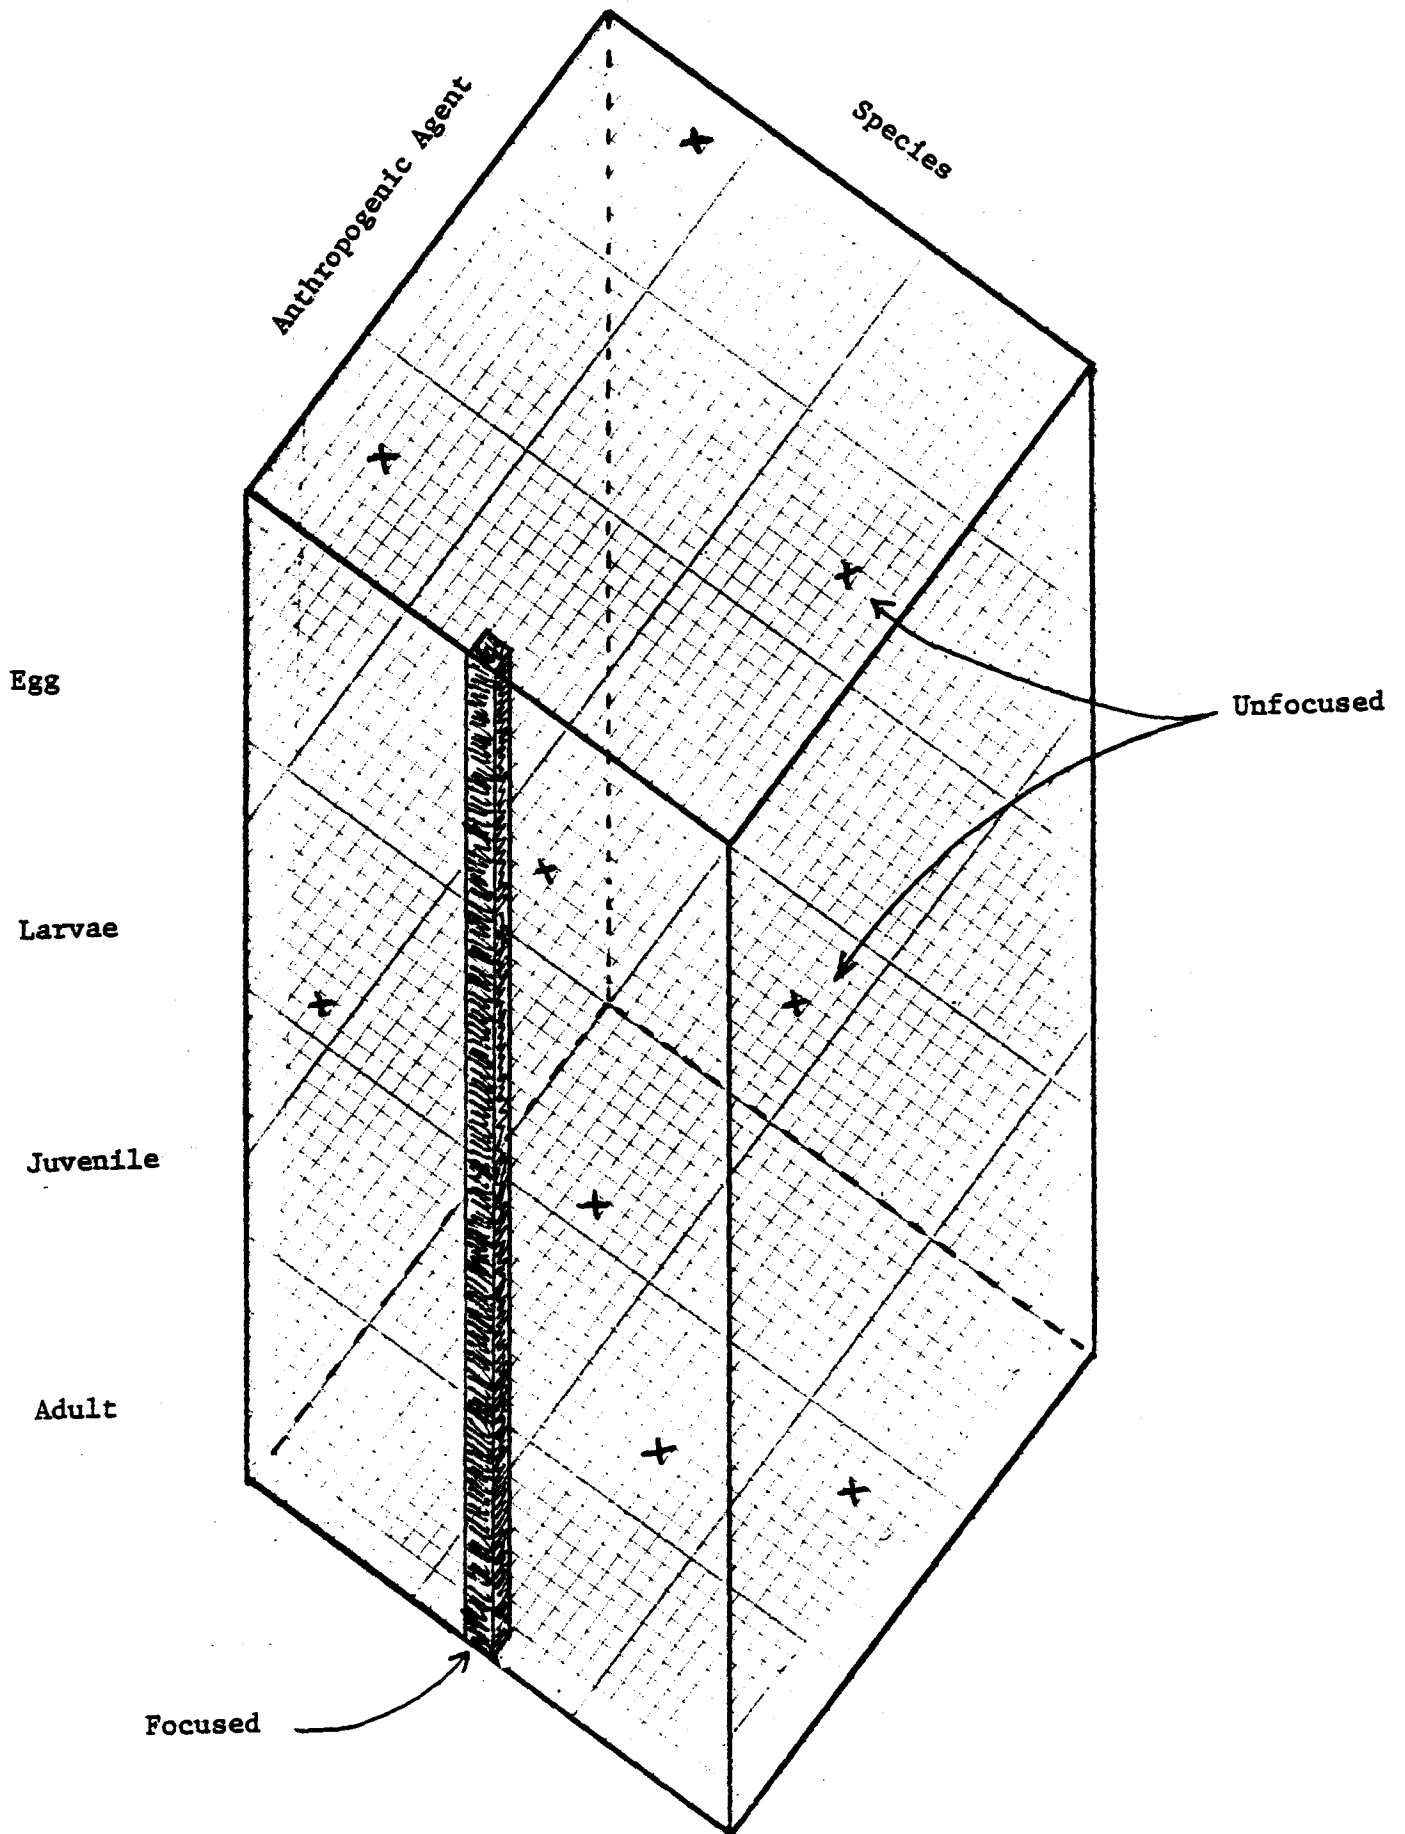 Anthropogenic Agent
Species
Egg
Unfocused
Larvae
Juvenile
Adult
Focused